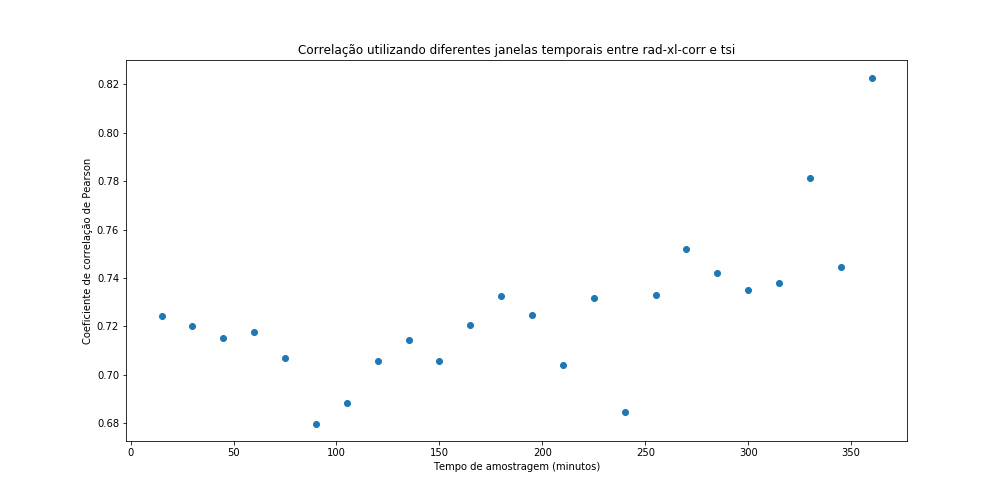 Correlação utilizando diferentes janelas temporais entre rad-xl-corr e tsi
0.82
0.80
0.78
0.76
0.74
0.72
0.70
0.68
Coeficiente de correlação de Pearson
0 50 100 150 200 250 300 350
Tempo de amostragem (minutos)